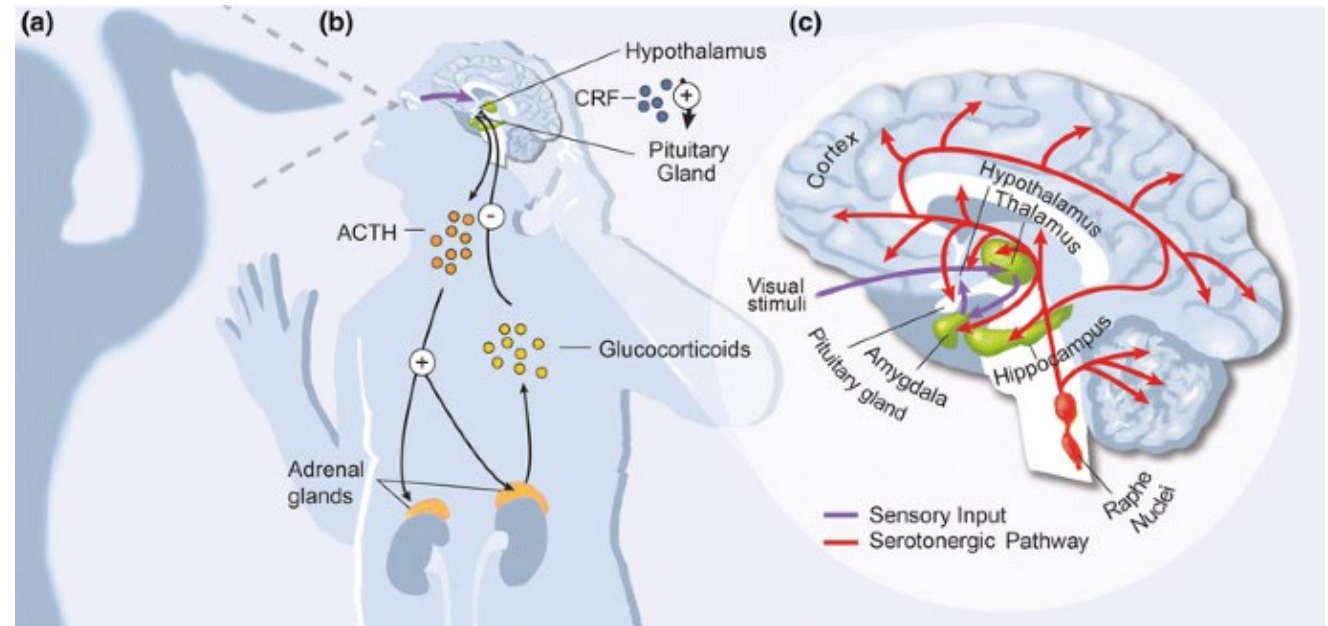 (a)
(b)
Hypothalamus
CRF
+
Pituitary
Gland
ACTH
-
Glucocorticoids
+
Adrenal
glands
(c)
Cortex
Hypothalamus
Thalamus
Visual
stimuli
Pituitary gland
Amygdala
Hippocampus
Raphe
Nuclei
Sensory Input
Serotonergic Pathway